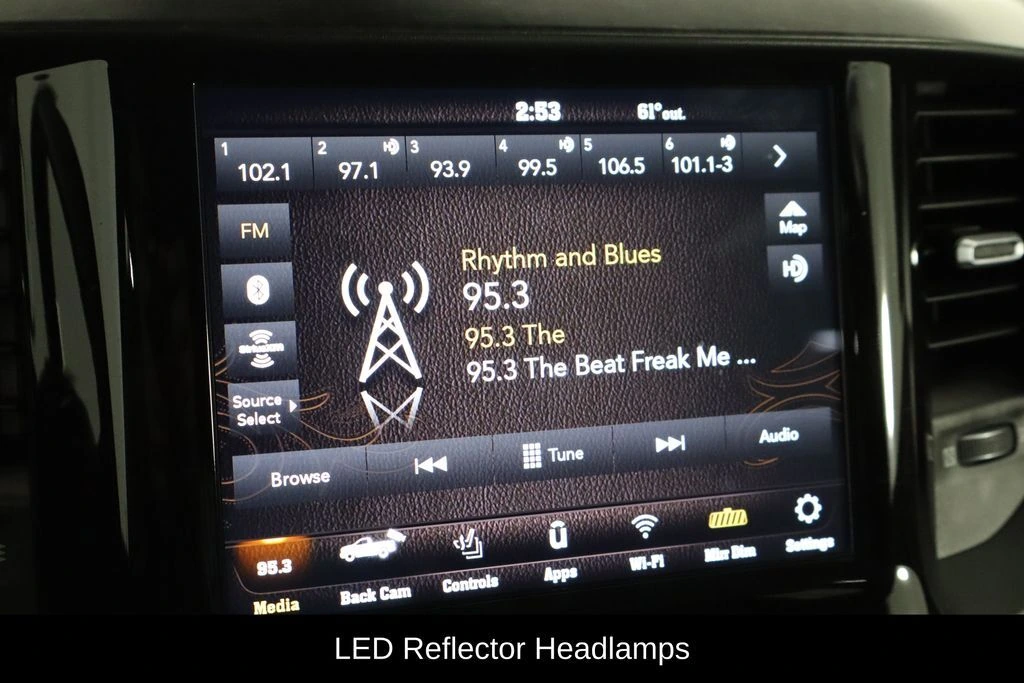 2:53 61° out.
1 2 3 4 5 6
102.1 97.1 93.9 99.5 106.5 101.1-3
FM
Map
Rhythm and Blues
95.3
95.3 The
95.3 The Beat Freak Me ...
SiriusXM
Source
Select
Browse Tune Audio
95.3
Media Back Cam Controls Apps Wi-Fi Mirr Dim Settings
LED Reflector Headlamps